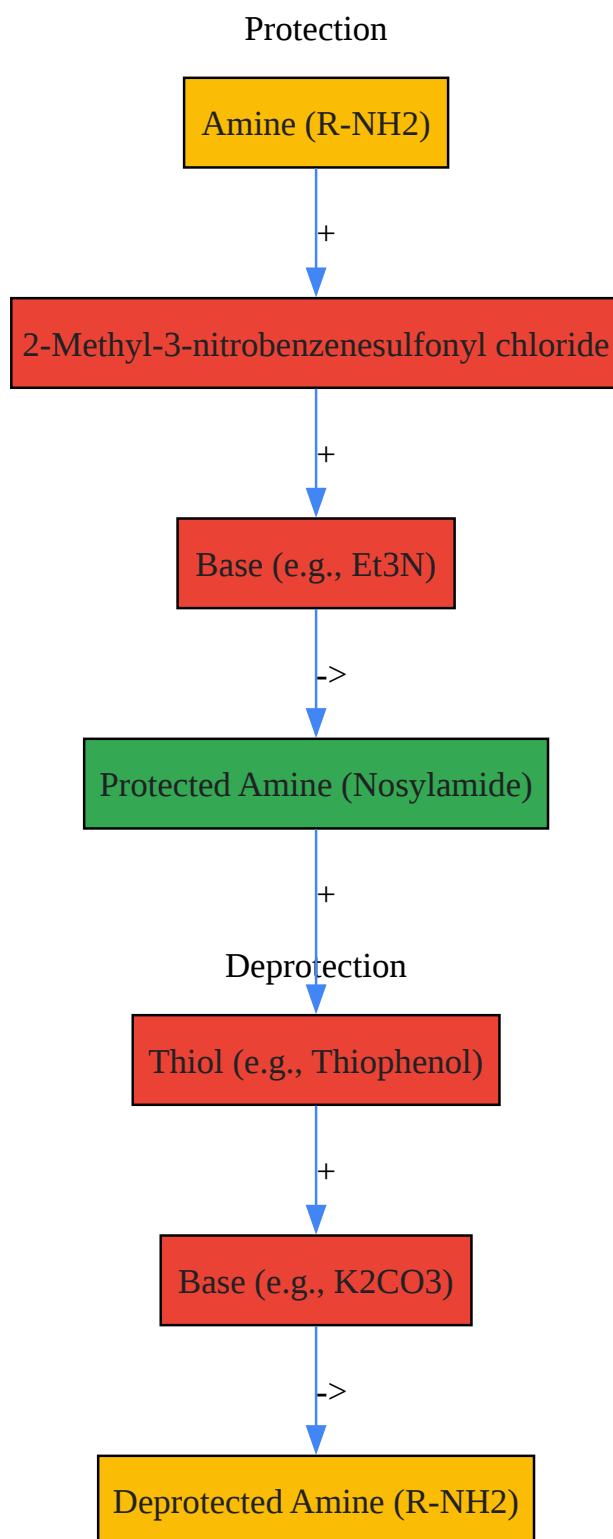 Protection
Amine (R-NH2)
+
2-Methyl-3-nitrobenzenesulfonyl chloride
+
Base (e.g., Et3N)
->
Protected Amine (Nosylamide)
+
Deprotection
Thiol (e.g., Thiophenol)
+
Base (e.g., K2CO3)
->
Deprotected Amine (R-NH2)